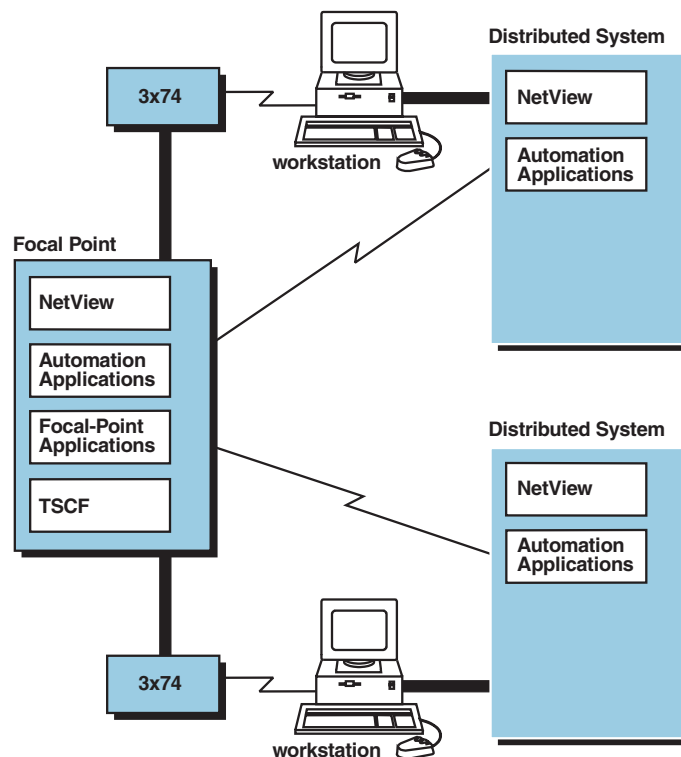 Distributed System
3x74
NetView
workstation
Automation
Applications
Focal Point
NetView
Automation
Applications
Focal-Point
Applications
TSCF
Distributed System
NetView
Automation
Applications
3x74
workstation